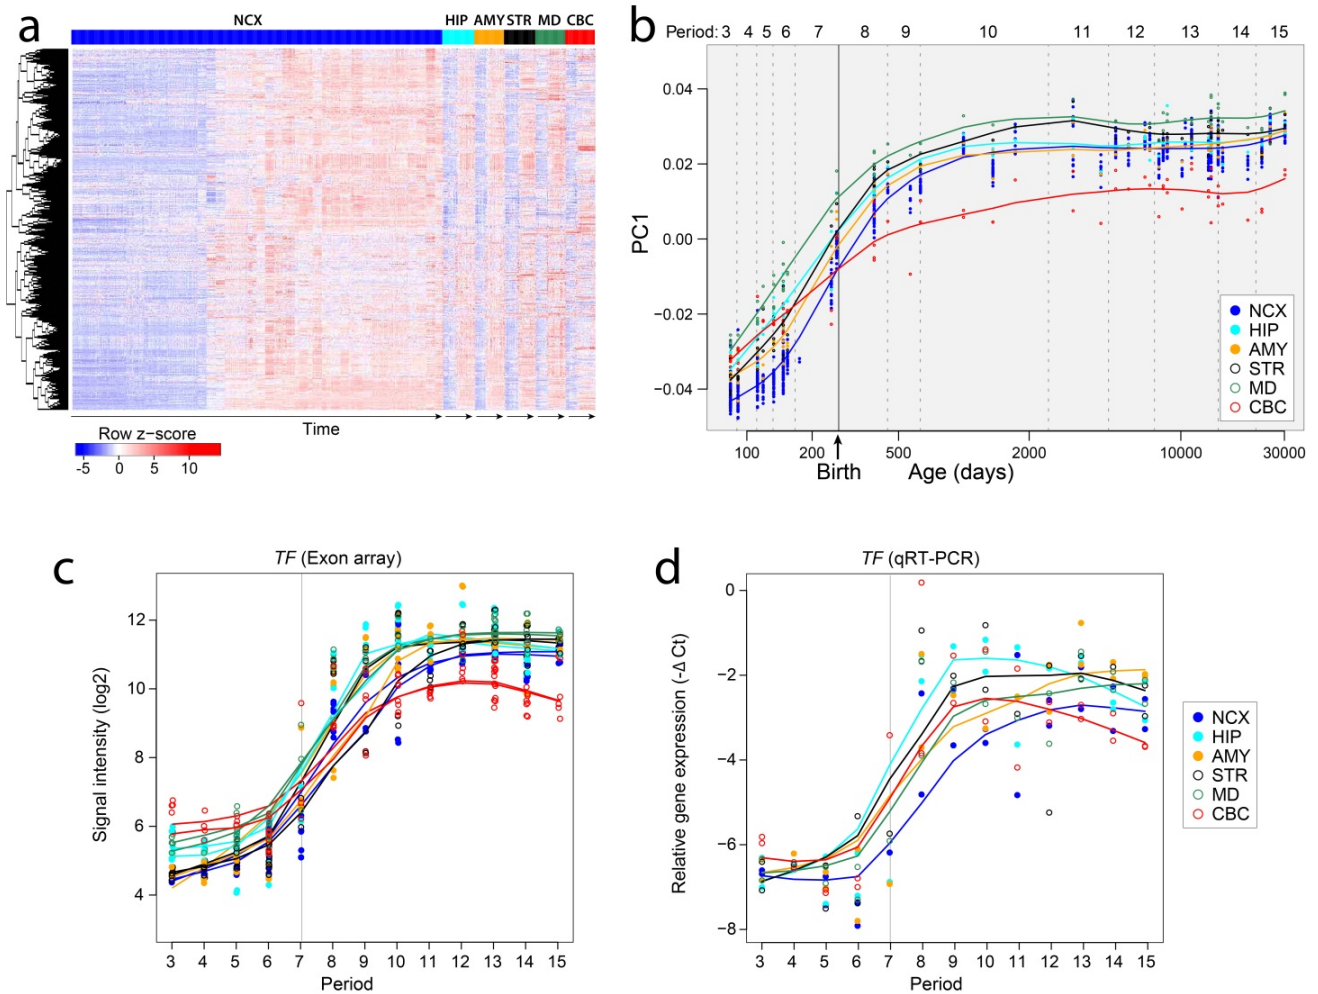 a
NCX HIP AMY STR MD CBC
Time
Row z-score
-5 0 5 10
b
Period: 3 4 5 6 7 8 9 10 11 12 13 14 15
PC1
0.04
0.02
0.00
−0.02
−0.04
NCX
HIP
AMY
STR
MD
CBC
100 200 500 2000 10000 30000
Birth Age (days)
c
TF (Exon array)
Signal intensity (log2)
12
10
8
6
4
3 4 5 6 7 8 9 10 11 12 13 14 15
Period
d
TF (qRT-PCR)
Relative gene expression (-Δ Ct)
0
−2
−4
−6
−8
3 4 5 6 7 8 9 10 11 12 13 14 15
Period
NCX
HIP
AMY
STR
MD
CBC